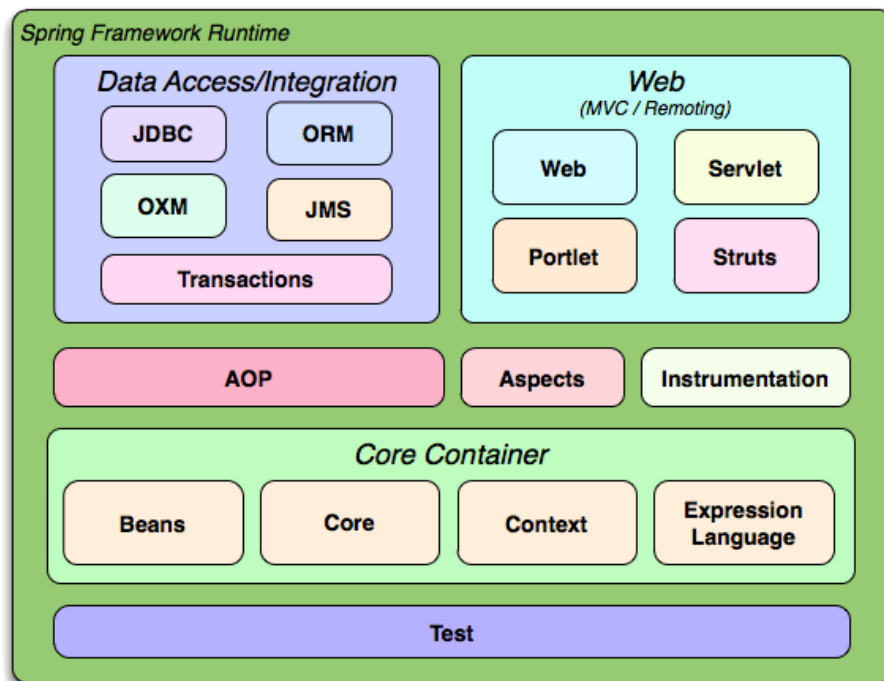 Spring Framework Runtime
Data Access/Integration
JDBC
ORM
OXM
JMS
Transactions
Web
(MVC / Remoting)
Web
Servlet
Portlet
Struts
AOP
Aspects
Instrumentation
Core Container
Beans
Core
Context
Expression
Language
Test